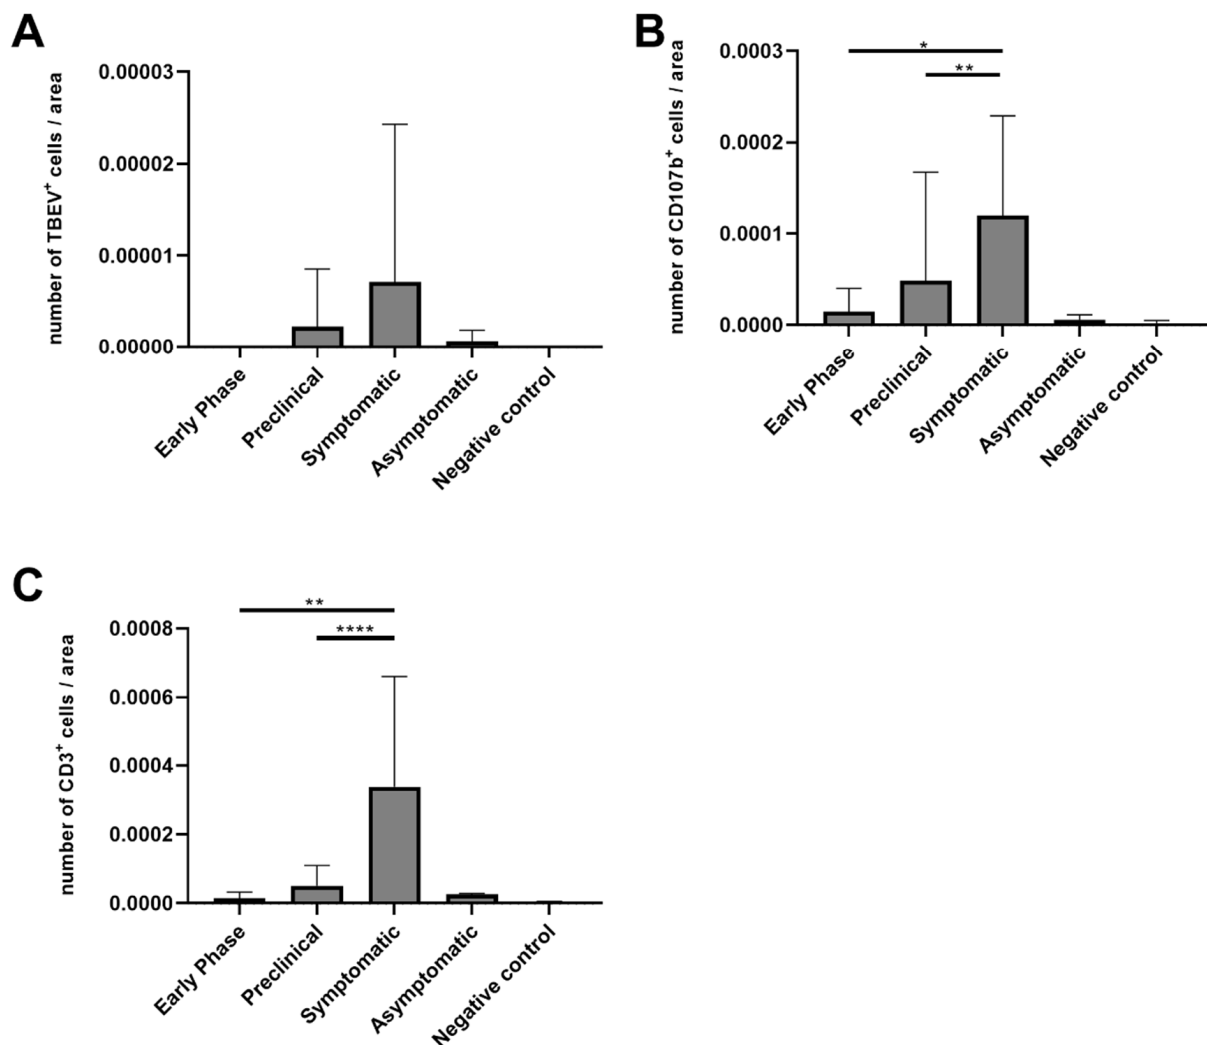 A
number of TBEV+ cells / area
0.00003
0.00002
0.00001
0.00000
Early Phase
Preclinical
Symptomatic
Asymptomatic
Negative control
B
number of CD107b+ cells / area
0.0003
0.0002
0.0001
0.0000
*
**
Early Phase
Preclinical
Symptomatic
Asymptomatic
Negative control
C
number of CD3+ cells / area
0.0008
0.0006
0.0004
0.0002
0.0000
**
****
Early Phase
Preclinical
Symptomatic
Asymptomatic
Negative control